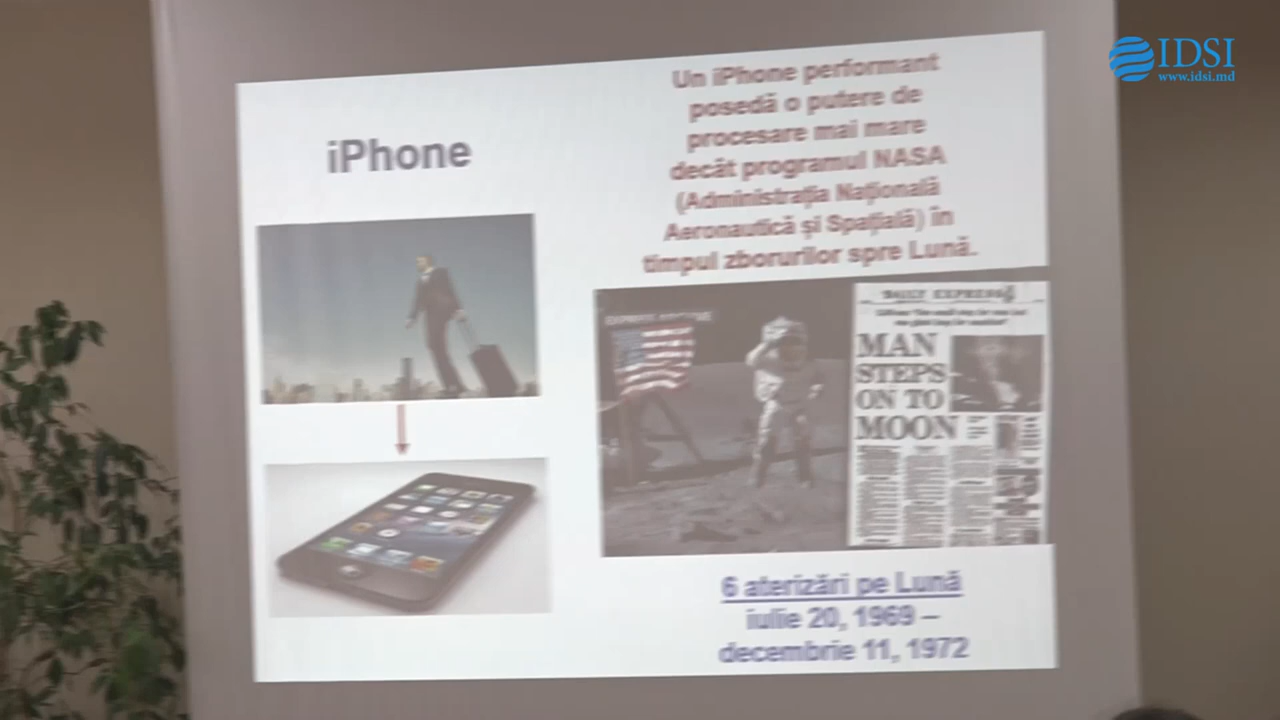 IDSI
www.idsi.md
iPhone
Un iPhone performant
posedă o putere de
procesare mai mare
decât programul NASA
(Administrația Națională
Aeronautică și Spațială) în
timpul zborurilor spre Lună.
DAILY EXPRESS
MAN
STEPS
ON TO
MOON
6 aterizări pe Lună
iulie 20, 1969 –
decembrie 11, 1972